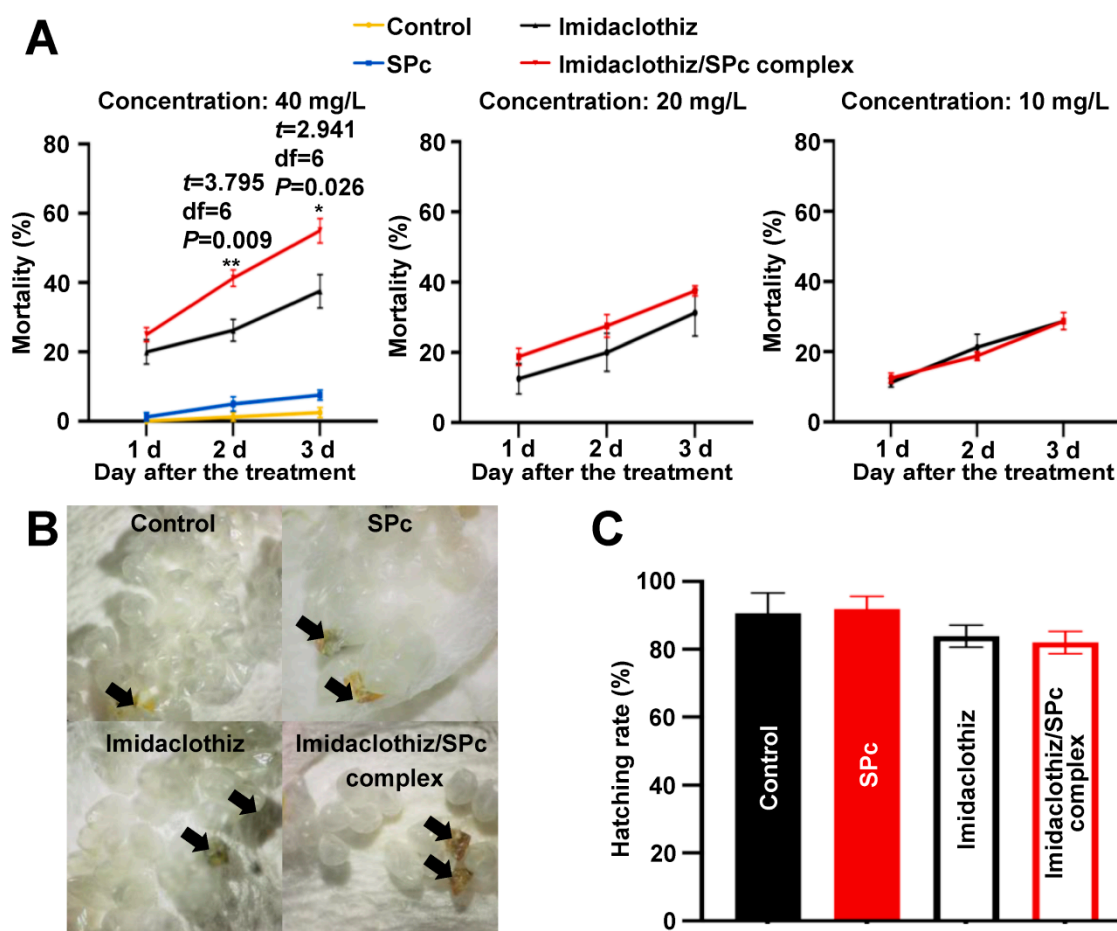 A
Control
Imidaclothiz
SPc
Imidaclothiz/SPc complex
Concentration: 40 mg/L
t=2.941
df=6
P=0.026
*
t=3.795
df=6
P=0.009
**
Mortality (%)
80
60
40
20
0
1 d 2 d 3 d
Day after the treatment
Concentration: 20 mg/L
Mortality (%)
80
60
40
20
0
1 d 2 d 3 d
Day after the treatment
Concentration: 10 mg/L
Mortality (%)
80
60
40
20
0
1 d 2 d 3 d
Day after the treatment
B
Control
SPc
Imidaclothiz
Imidaclothiz/SPc
complex
C
Hatching rate (%)
100
80
60
40
20
0
Control
SPc
Imidaclothiz
Imidaclothiz/SPc
complex